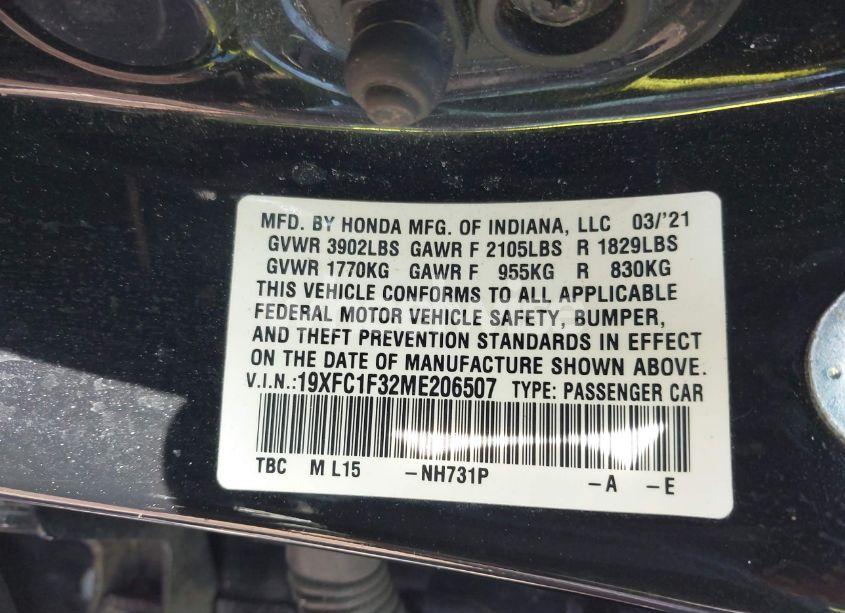 MFD. BY HONDA MFG. OF INDIANA, LLC 03/'21
GVWR 3902LBS GAWR F 2105LBS R 1829LBS
GVWR 1770KG GAWR F 955KG R 830KG
THIS VEHICLE CONFORMS TO ALL APPLICABLE
FEDERAL MOTOR VEHICLE SAFETY, BUMPER,
AND THEFT PREVENTION STANDARDS IN EFFECT
ON THE DATE OF MANUFACTURE SHOWN ABOVE.
V.I.N.:19XFC1F32ME206507 TYPE: PASSENGER CAR
TBC M L15 -NH731P -A -E